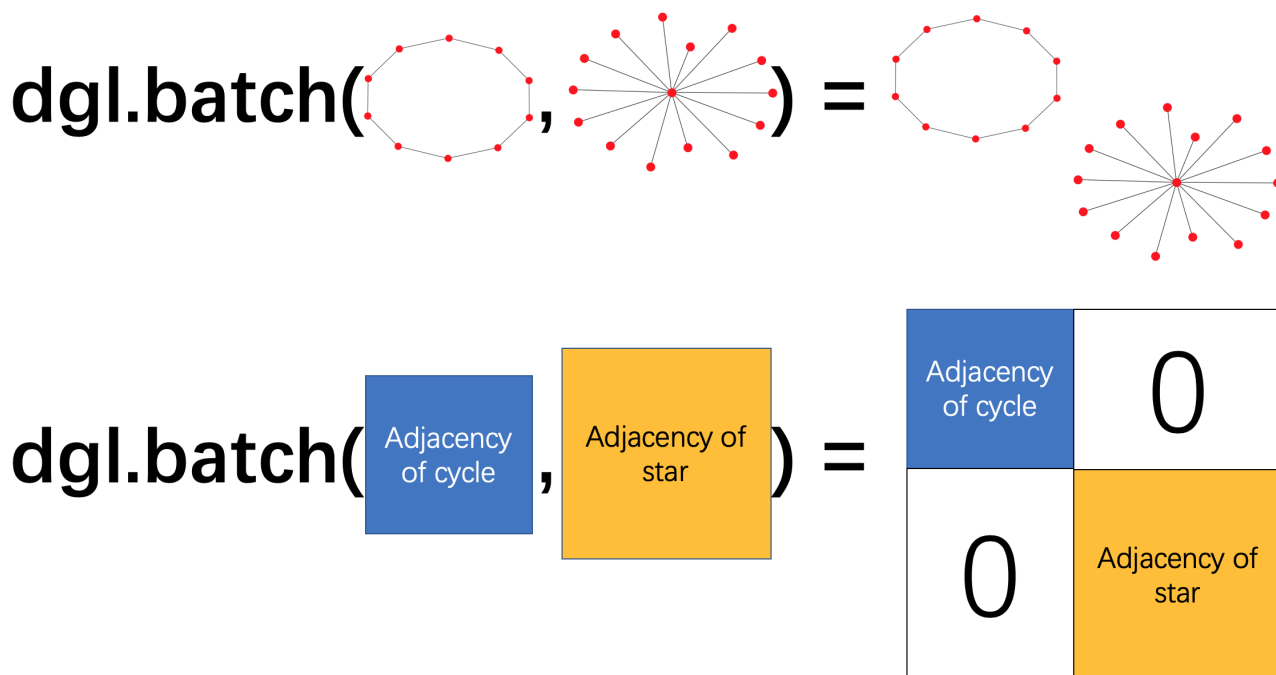 dgl.batch( , ) =
dgl.batch( Adjacency of cycle , Adjacency of star ) =
Adjacency
of cycle
0
0
Adjacency of
star